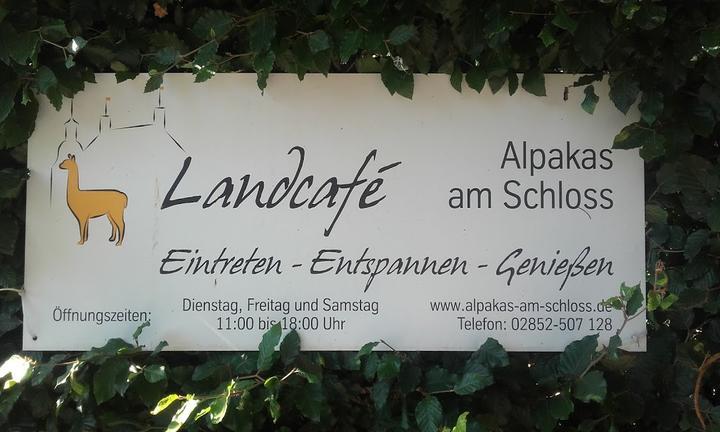 Landcafé
Alpakas
am Schloss
Eintreten - Entspannen - Genießen
Öffnungszeiten:
Dienstag, Freitag und Samstag
11:00 bis 18:00 Uhr
www.alpakas-am-schloss.de
Telefon: 02852-507 128